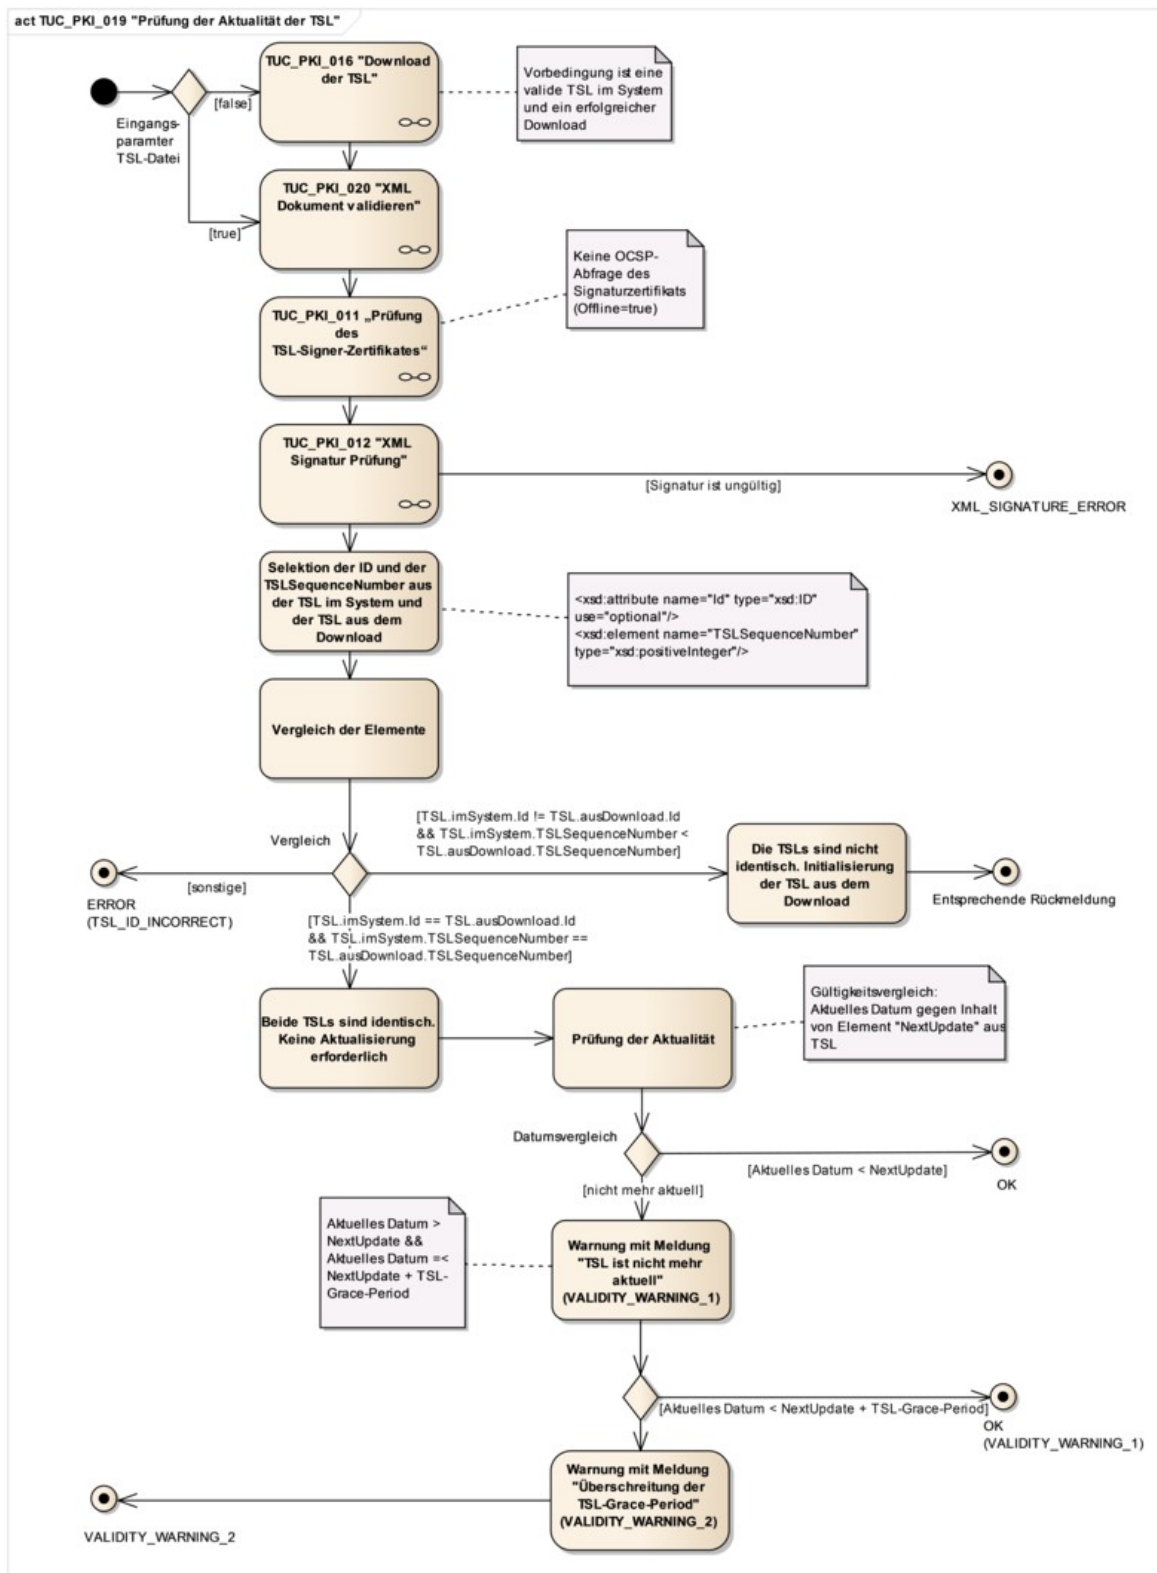 act TUC_PKI_019 "Prüfung der Aktualität der TSL"
TUC_PKI_016 "Download
der TSL"
Vorbedingung ist eine
valide TSL im System
und ein erfolgreicher
Download
[false]
Eingangs-
paramter
TSL-Datei
TUC_PKI_020 "XML
Dokument validieren"
[true]
Keine OCSP-
Abfrage des
Signaturzertifikats
(Offline=true)
TUC_PKI_011 „Prüfung
des
TSL-Signer-Zertifikates“
TUC_PKI_012 "XML
Signatur Prüfung"
[Signatur ist ungültig]
XML_SIGNATURE_ERROR
Selektion der ID und der
TSLSequenceNumber aus
der TSL im System und
der TSL aus dem
Download
<xsd:attribute name="Id" type="xsd:ID"
use="optional"/>
<xsd:element name="TSLSequenceNumber"
type="xsd:positiveInteger"/>
Vergleich der Elemente
[TSL.imSystem.Id != TSL.ausDownload.Id
&& TSL.imSystem.TSLSequenceNumber <
TSL.ausDownload.TSLSequenceNumber]
Vergleich
Die TSLs sind nicht
identisch. Initialisierung
der TSL aus dem
Download
Entsprechende Rückmeldung
[sonstige]
ERROR
(TSL_ID_INCORRECT)
[TSL.imSystem.Id == TSL.ausDownload.Id
&& TSL.imSystem.TSLSequenceNumber ==
TSL.ausDownload.TSLSequenceNumber]
Gültigkeitsvergleich:
Aktuelles Datum gegen Inhalt
von Element "NextUpdate" aus
TSL
Beide TSLs sind identisch.
Keine Aktualisierung
erforderlich
Prüfung der Aktualität
Datumsvergleich
[Aktuelles Datum < NextUpdate]
OK
[nicht mehr aktuell]
Aktuelles Datum >
NextUpdate &&
Aktuelles Datum =<
NextUpdate + TSL-
Grace-Period
Warnung mit Meldung
"TSL ist nicht mehr
aktuell"
(VALIDITY_WARNING_1)
[Aktuelles Datum < NextUpdate + TSL-Grace-Period]
OK
(VALIDITY_WARNING_1)
Warnung mit Meldung
"Überschreitung der
TSL-Grace-Period"
(VALIDITY_WARNING_2)
VALIDITY_WARNING_2